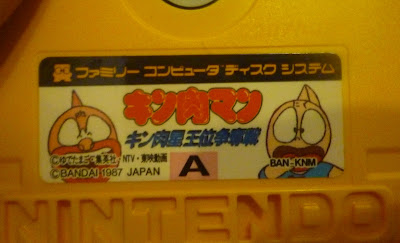 ファミリー コンピュータ ディスク システム
キン肉マン
キン肉星王位争奪戦
©ゆでたまご・集英社・NTV・東映動画
©BANDAI 1987 JAPAN
A
BAN-KNM
NINTENDO